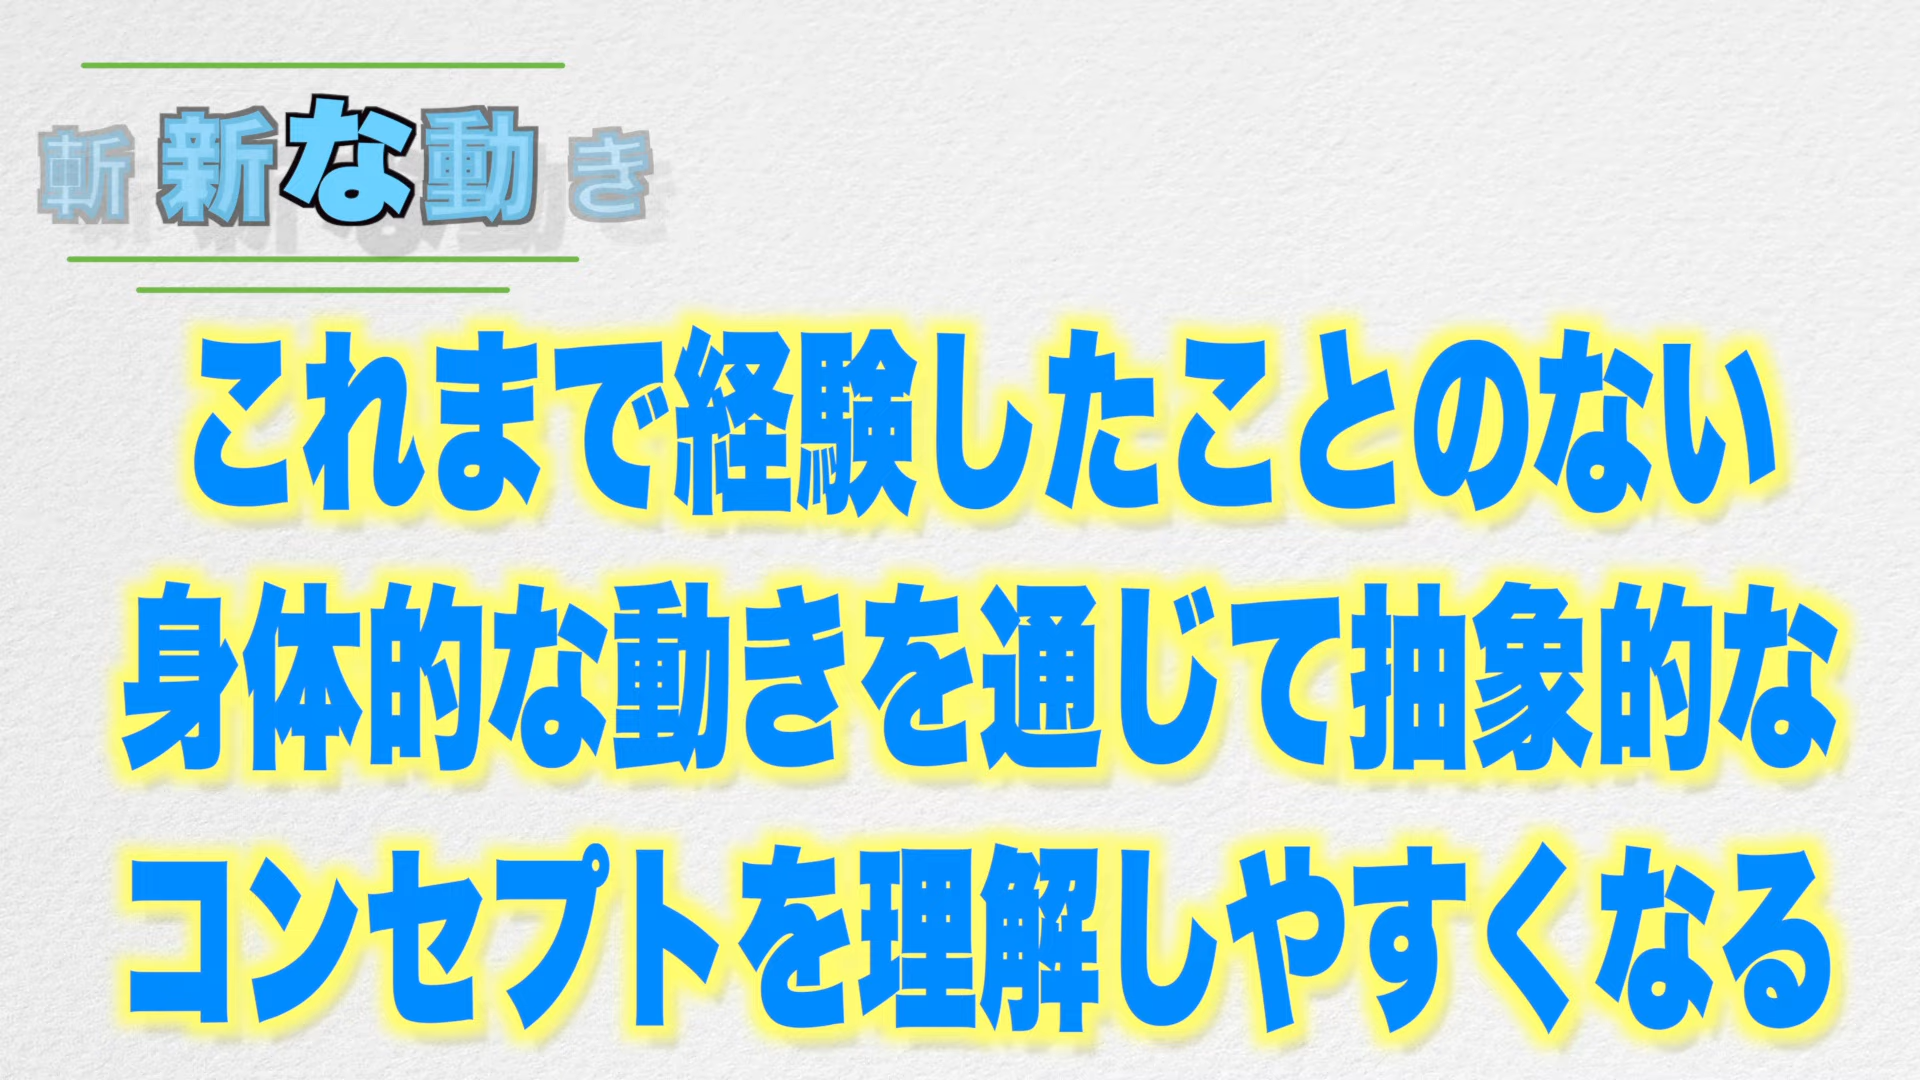 斬新な動き
これまで経験したことのない
身体的な動きを通じて抽象的な
コンセプトを理解しやすくなる